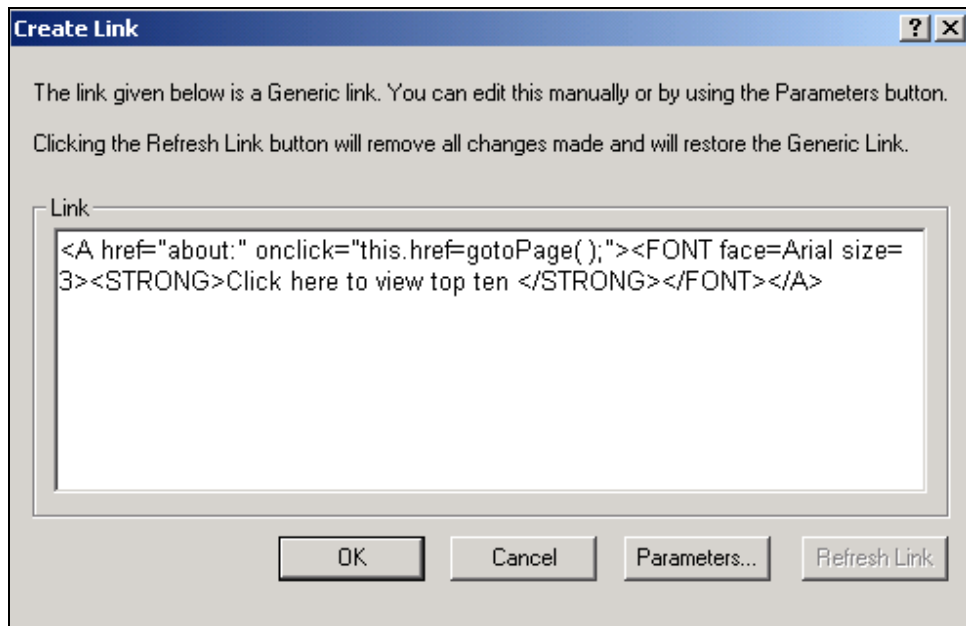 Create Link
The link given below is a Generic link. You can edit this manually or by using the Parameters button.
Clicking the Refresh Link button will remove all changes made and will restore the Generic Link.
Link
<A href="about:" onclick="this.href=gotoPage( );"><FONT face=Arial size=
3><STRONG>Click here to view top ten </STRONG></FONT></A>
OK Cancel Parameters... Refresh Link